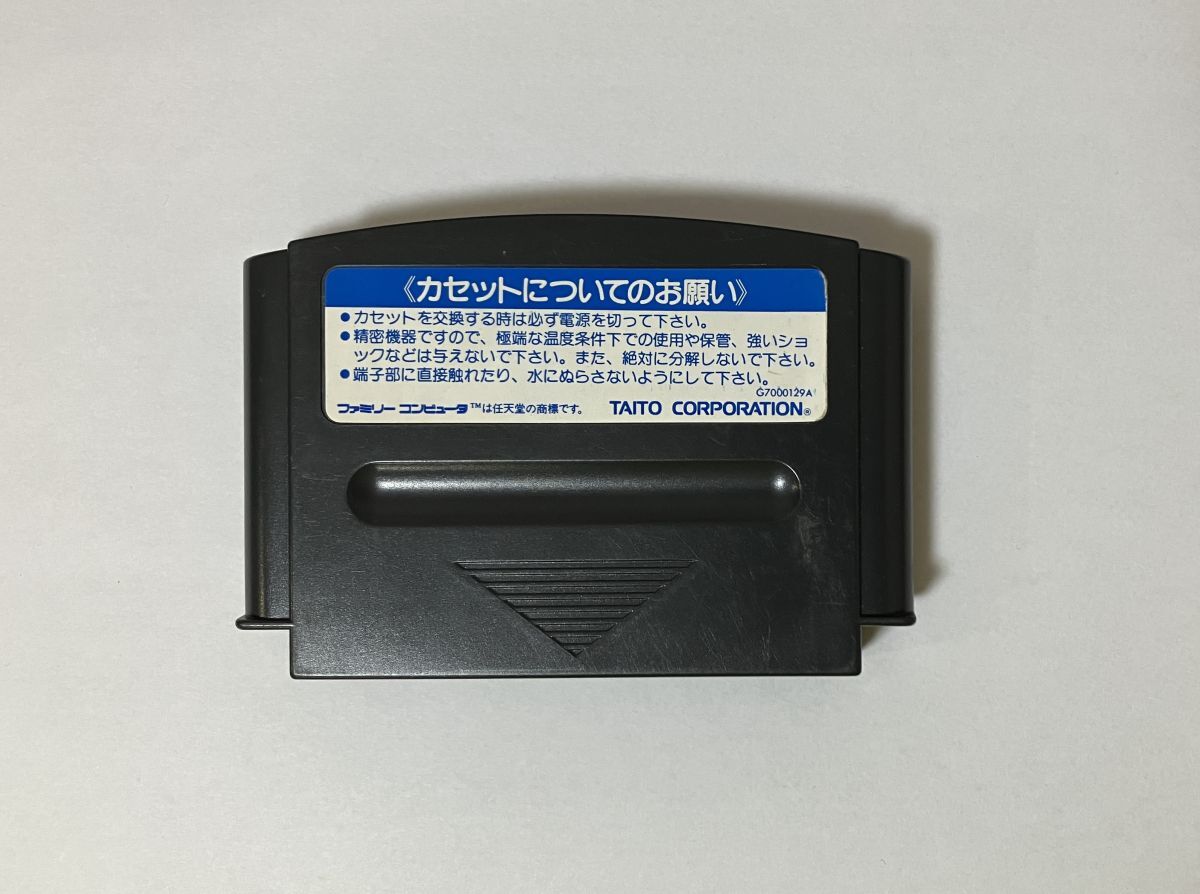 《カセットについてのお願い》
●カセットを交換する時は必ず電源を切って下さい。
●精密機器ですので、極端な温度条件下での使用や保管、強いショ
ックなどは与えないで下さい。また、絶対に分解しないで下さい。
●端子部に直接触れたり、水にぬらさないようにして下さい。
G7000129A
ファミリー コンピュータ™は任天堂の商標です。 TAITO CORPORATION®